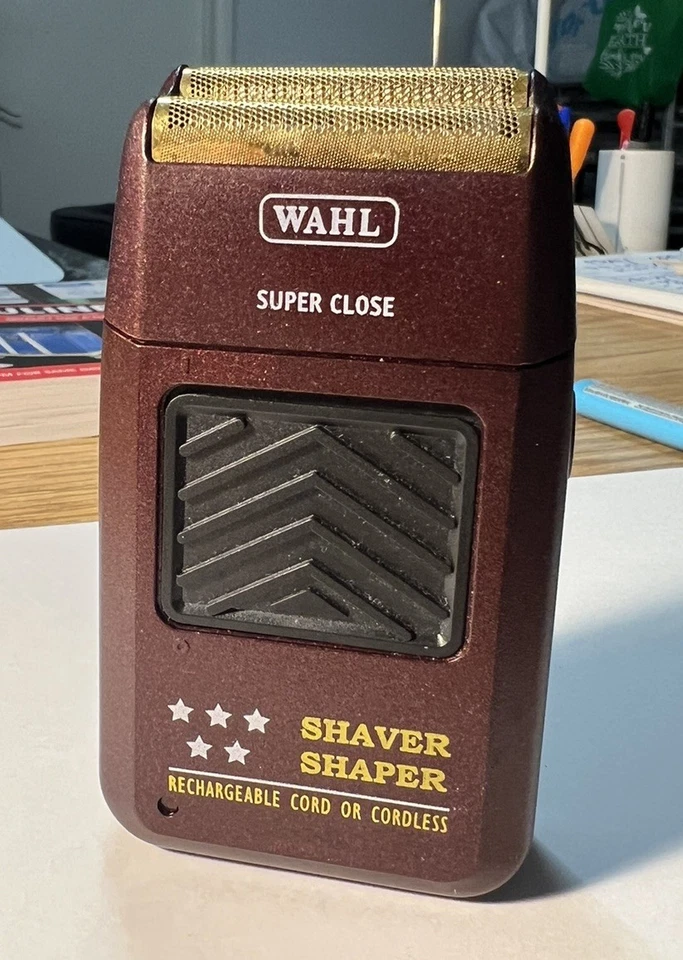 WAHL
SUPER CLOSE
SHAVER
SHAPER
RECHARGEABLE CORD OR CORDLESS